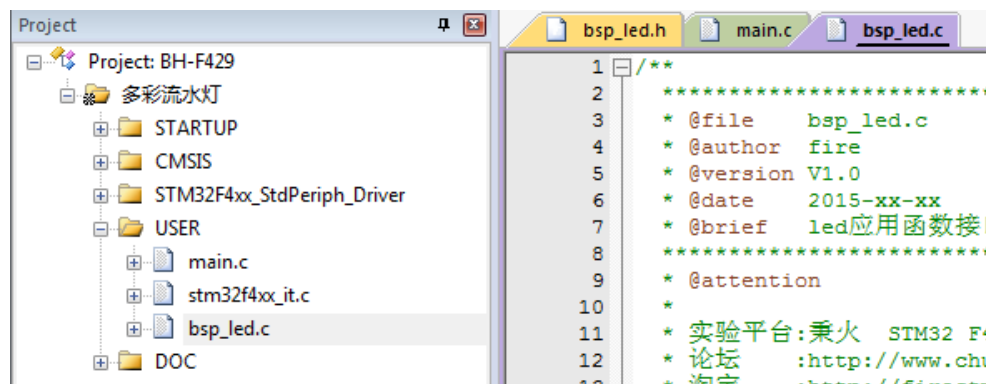 Project
Project: BH-F429
多彩流水灯
STARTUP
CMSIS
STM32F4xx_StdPeriph_Driver
USER
main.c
stm32f4xx_it.c
bsp_led.c
DOC
bsp_led.h main.c bsp_led.c
1 /**
2 **************************
3 * @file bsp_led.c
4 * @author fire
5 * @version V1.0
6 * @date 2015-xx-xx
7 * @brief led应用函数接
8 **************************
9 * @attention
10 *
11 * 实验平台:秉火 STM32 F4
12 * 论坛 :http://www.chu